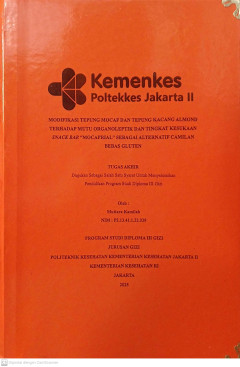 Kemenkes
Poltekkes Jakarta II
MODIFIKASI TEPUNG MOCAF DAN TEPUNG KACANG ALMOND
TERHADAP MUTU ORGANOLEPTIK DAN TINGKAT KESUKAAN
SNACK BAR "MOCAPREAL" SEBAGAI ALTERNATIF CAMILAN
BEBAS GLUTEN
TUGAS AKHIR
Diajukan Sebagai Salah Satu Syarat Untuk Menyelesaikan
Pendidikan Program Studi Diploma III Gizi
Oleh :
NIM :
PROGRAM STUDI DIPLOMA III GIZI
JURUSAN GIZI
POLITEKNIK KESEHATAN KEMENTERIAN KESEHATAN JAKARTA II
KEMENTERIAN KESEHATAN RI
JAKARTA
2025